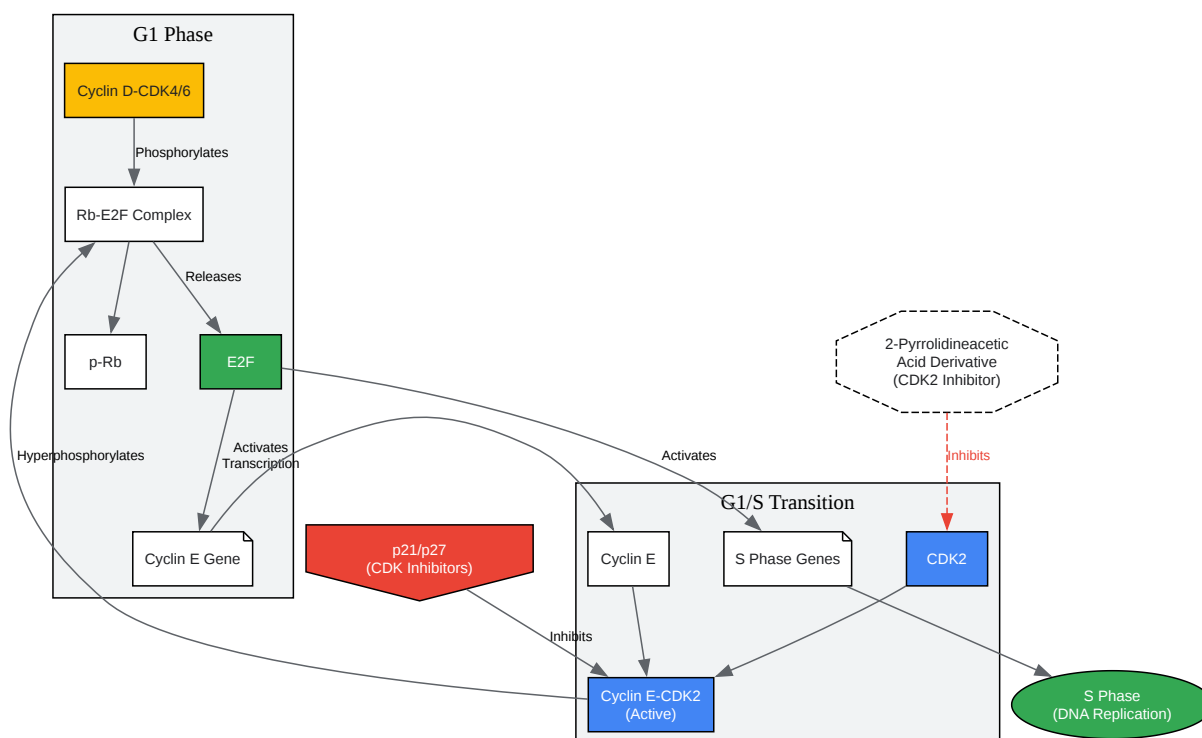 G1 Phase
Cyclin D-CDK4/6
Phosphorylates
Rb-E2F Complex
Releases
p-Rb
E2F
2-Pyrrolidineacetic
Acid Derivative
(CDK2 Inhibitor)
Hyperphosphorylates
Activates
Transcription
Activates
Inhibits
G1/S Transition
Cyclin E Gene
p21/p27
(CDK Inhibitors)
Cyclin E
S Phase Genes
CDK2
Inhibits
Cyclin E-CDK2
(Active)
S Phase
(DNA Replication)